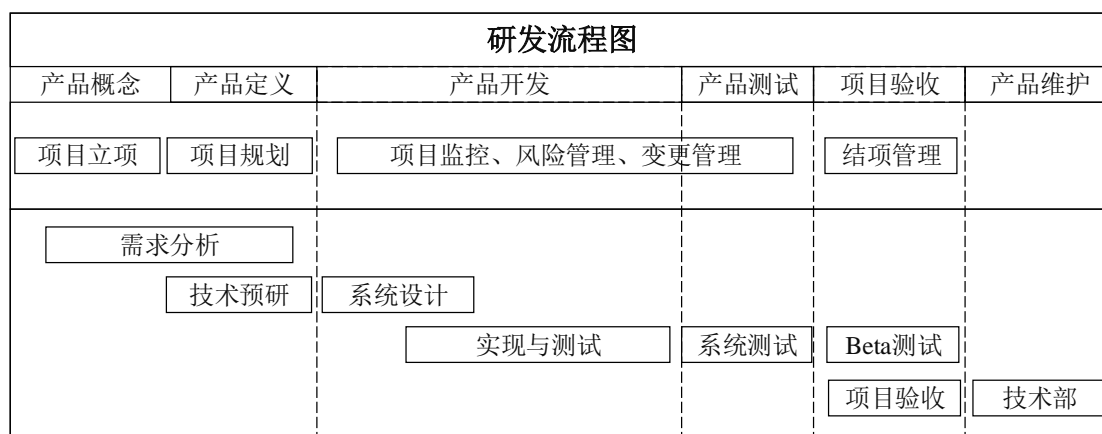 研发流程图
产品概念 产品定义 产品开发 产品测试 项目验收 产品维护
项目立项 项目规划 项目监控、风险管理、变更管理 结项管理
需求分析
技术预研 系统设计
实现与测试 系统测试 Beta测试
项目验收 技术部